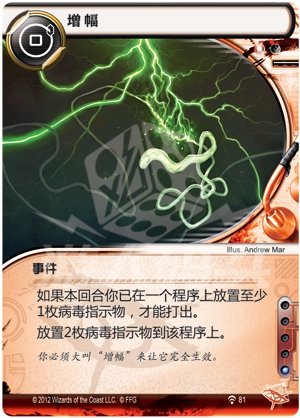 增幅
Illus. Andrew Mar
事件
如果本回合你已在一个程序上放置至少
1枚病毒指示物，才能打出。
放置2枚病毒指示物到该程序上。
你必须大叫“增幅”来让它完全生效。
© 2012 Wizards of the Coast LLC. © FFG
81